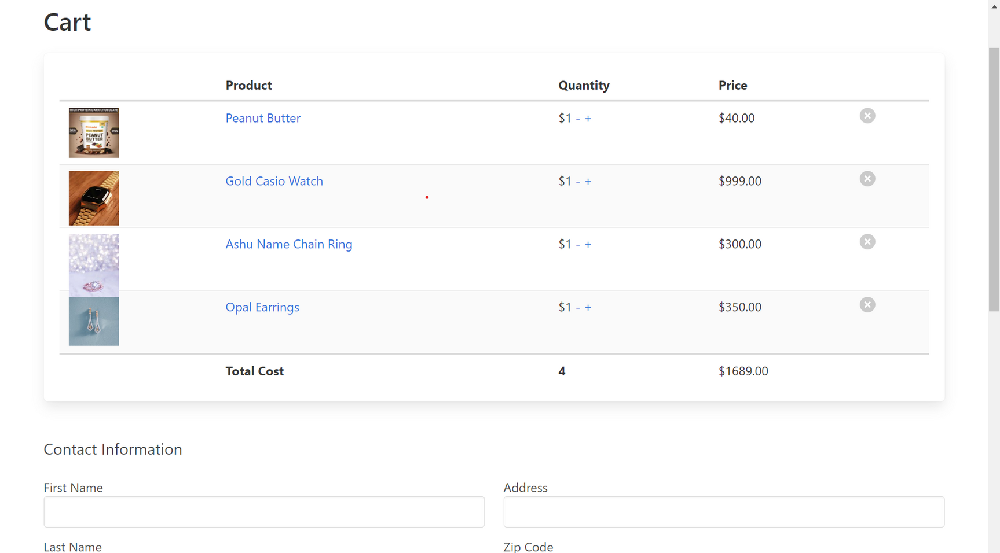 Cart
Product Quantity Price
HIGH PROTEIN DARK CHOCOLATE
PEANUT
BUTTER
Peanut Butter $1 - + $40.00
Gold Casio Watch $1 - + $999.00
Ashu Name Chain Ring $1 - + $300.00
Opal Earrings $1 - + $350.00
Total Cost 4 $1689.00
Contact Information
First Name Address
Last Name Zip Code